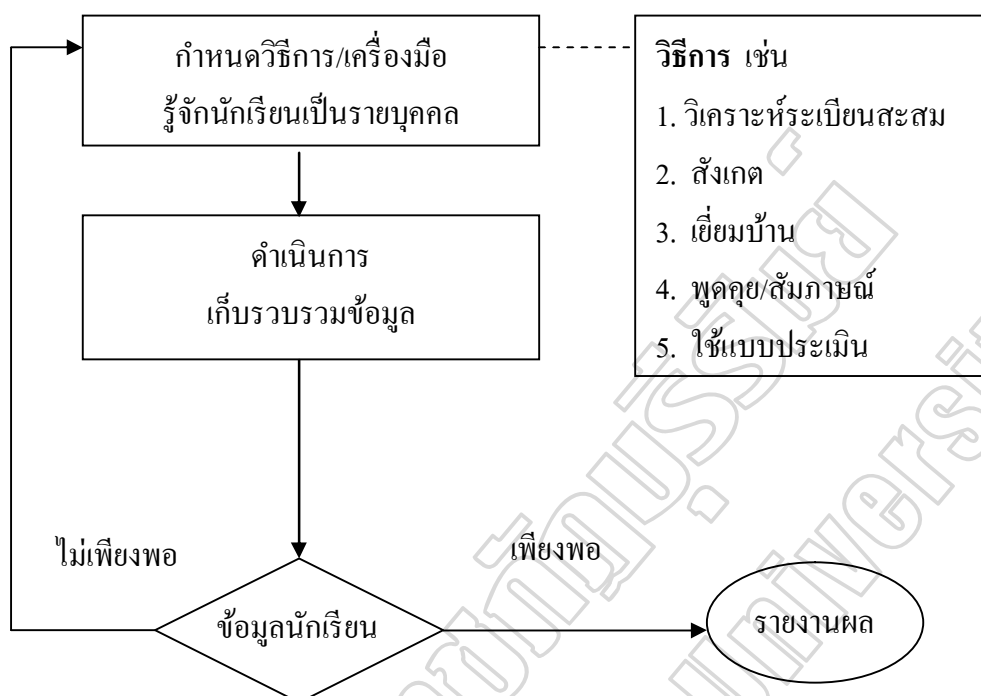 กำหนดวิธีการ/เครื่องมือ
รู้จักนักเรียนเป็นรายบุคคล
วิธีการ เช่น
1. วิเคราะห์ระเบียนสะสม
2. สังเกต
3. เยี่ยมบ้าน
4. พูดคุย/สัมภาษณ์
5. ใช้แบบประเมิน
ดำเนินการ
เก็บรวบรวมข้อมูล
ไม่เพียงพอ
เพียงพอ
ข้อมูลนักเรียน
รายงานผล